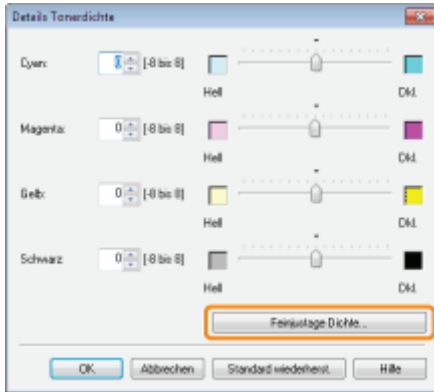 Details Tonerdichte
Cyan: 0 [-8 bis 8]
Hell Dkl.
Magenta: 0 [-8 bis 8]
Hell Dkl.
Gelb: 0 [-8 bis 8]
Hell Dkl.
Schwarz: 0 [-8 bis 8]
Hell Dkl.
Feinjustage Dichte...
OK Abbrechen Standard wiederherst. Hilfe